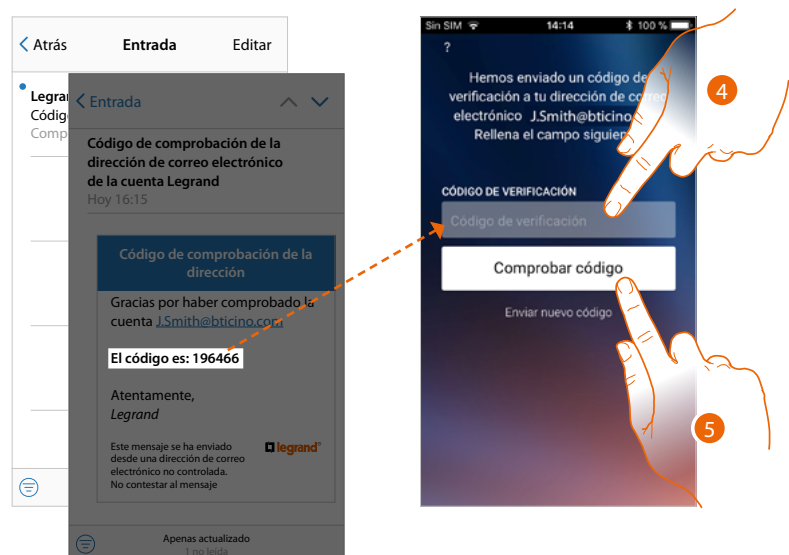 Atrás
Entrada
Editar
Legra
Códig
Comp
Entrada
Código de comprobación de la
dirección de correo electrónico
de la cuenta Legrand
Hoy 16:15
Código de comprobación de la
dirección
Gracias por haber comprobado la
cuenta J.Smith@bticino.com
El código es: 196466
Atentamente,
Legrand
Este mensaje se ha enviado
desde una dirección de correo
electrónico no controlada.
No contestar al mensaje
legrand®
Apenas actualizado
1 no leída
Sin SIM 14:14 100 %
?
Hemos enviado un código de
verificación a tu dirección de correo
electrónico J.Smith@bticino
Rellena el campo siguien
CÓDIGO DE VERIFICACIÓN
Código de verificación
Comprobar código
Enviar nuevo código
4
5